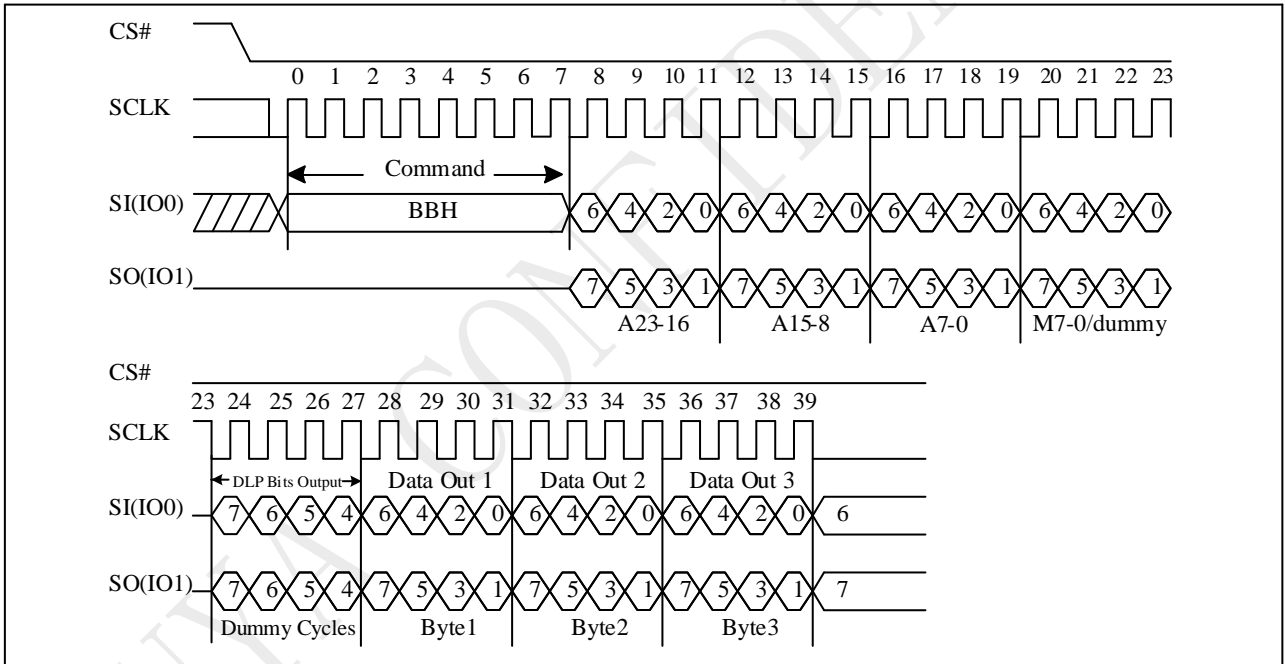 CS#
0 1 2 3 4 5 6 7 8 9 10 11 12 13 14 15 16 17 18 19 20 21 22 23
SCLK
Command
SI(IO0) BBH 6 4 2 0 6 4 2 0 6 4 2 0 6 4 2 0
SO(IO1) 7 5 3 1 7 5 3 1 7 5 3 1 7 5 3 1
A23-16 A15-8 A7-0 M7-0/dummy
CS#
23 24 25 26 27 28 29 30 31 32 33 34 35 36 37 38 39
SCLK
DLP Bits Output Data Out 1 Data Out 2 Data Out 3
SI(IO0) 7 6 5 4 6 4 2 0 6 4 2 0 6 4 2 0 6
SO(IO1) 7 6 5 4 7 5 3 1 7 5 3 1 7 5 3 1 7
Dummy Cycles Byte1 Byte2 Byte3